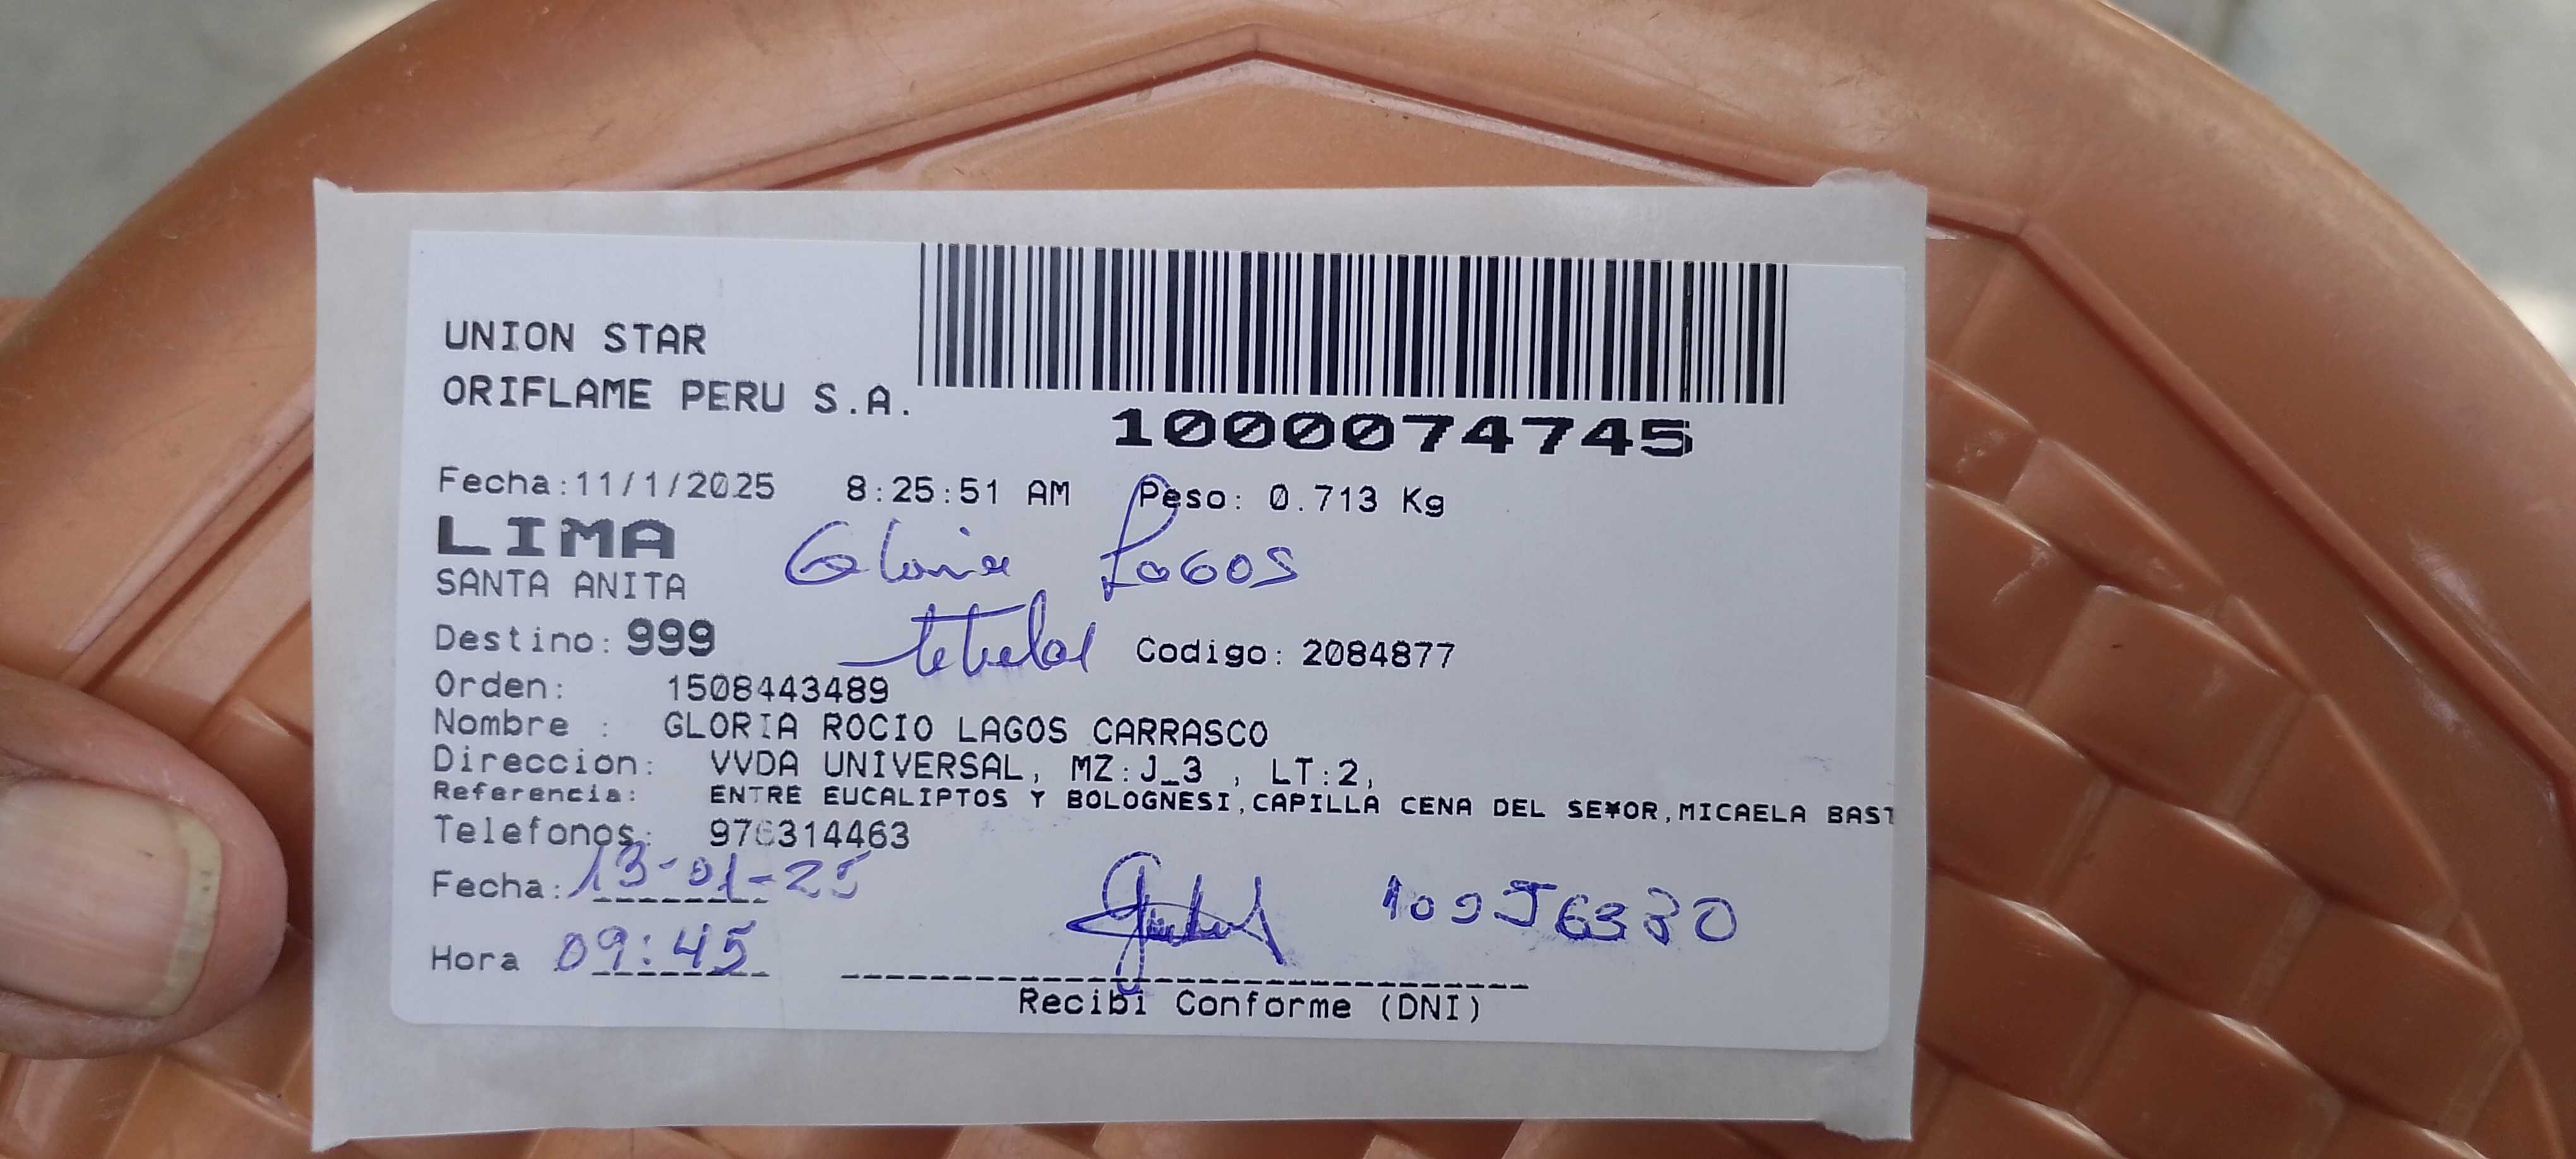 UNION STAR
ORIFLAME PERU S.A.
1000074745
Fecha:11/1/2025 8:25:51 AM Peso: 0.713 Kg
LIMA
Gloria Lagos
SANTA ANITA
Destino: 999
titular
Codigo: 2084877
Orden: 1508443489
Nombre : GLORIA ROCIO LAGOS CARRASCO
Direccion: VVDA UNIVERSAL, MZ:J_3 , LT:2,
Referencia: ENTRE EUCALIPTOS Y BOLOGNESI,CAPILLA CENA DEL SE¥OR,MICAELA BAST
Telefonos: 976314463
Fecha: 13-01-25
Hora 09:45
Recibi Conforme (DNI)